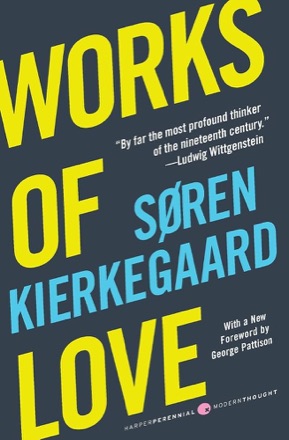 WORKS
OF
LOVE
SØREN
KIERKEGAARD
"By far the most profound thinker
of the nineteenth century."
—Ludwig Wittgenstein
With a New
Foreword by
George Pattison
HARPERPERENNIAL MODERNTHOUGHT